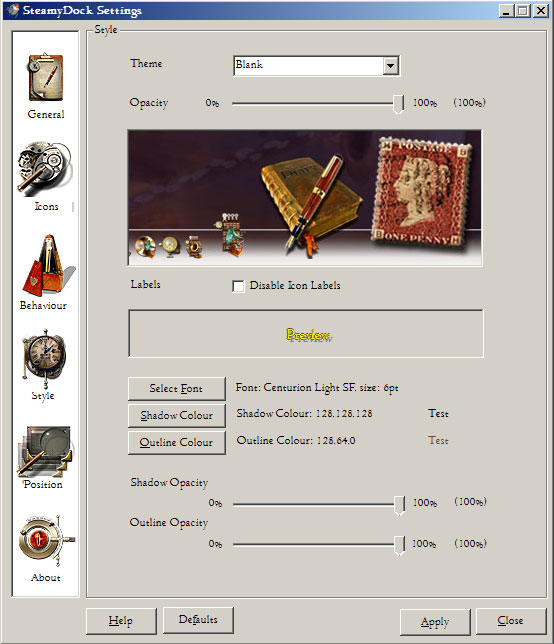 SteamyDock Settings
Style
General
Icons
Behaviour
Style
Position
About
Theme
Blank
Opacity 0% 100% (100%)
POSTAGE
ONE PENNY
Labels Disable Icon Labels
Preview
Select Font Font: Centurion Light SF. size: 6pt
Shadow Colour Shadow Colour: 128.128.128 Test
Outline Colour Outline Colour: 128.64.0 Test
Shadow Opacity
0% 100% (100%)
Outline Opacity
0% 100% (100%)
Help Defaults Apply Close